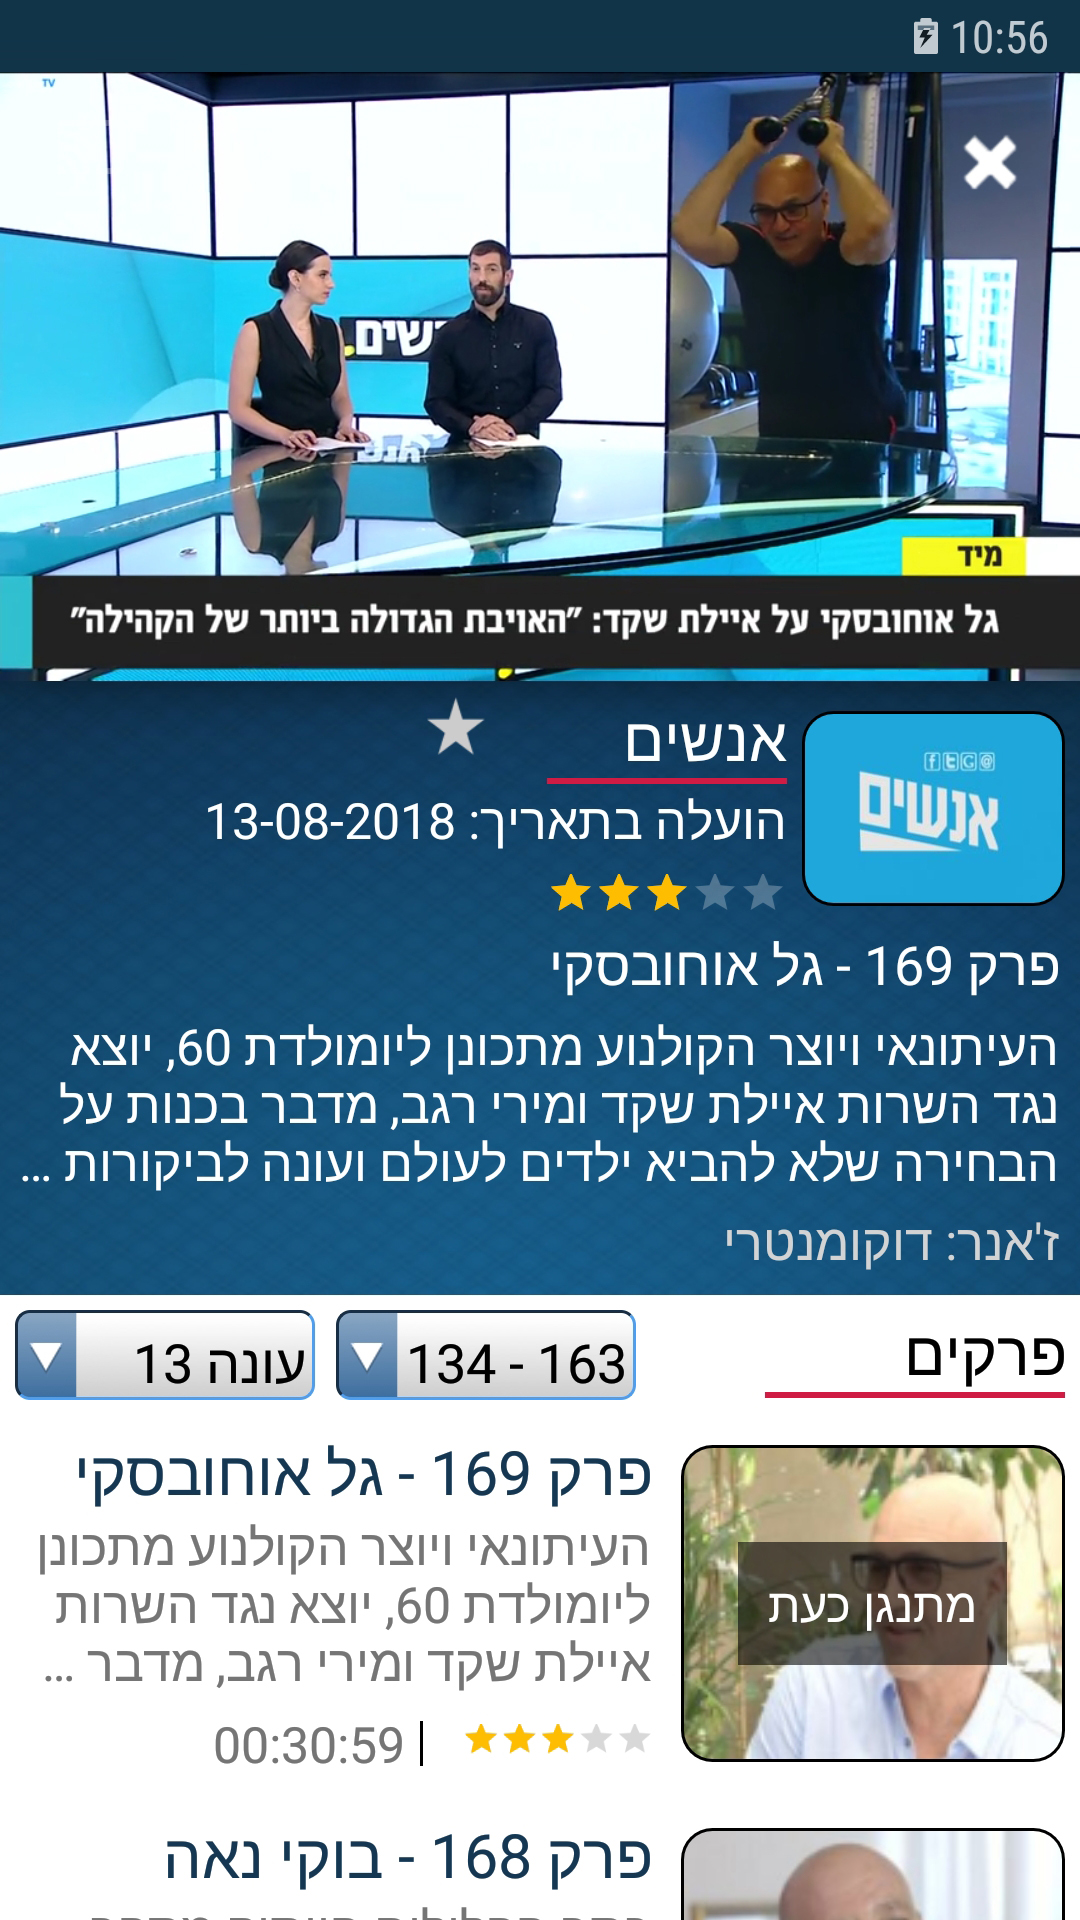 10:56
TV
1
אנשים
מיד
גל אוחובסקי על איילת שקד: "האויבת הגדולה ביותר של הקהילה"
אנשים
הועלה בתאריך: 13-08-2018
אנשים
פרק 169 - גל אוחובסקי
העיתונאי ויוצר הקולנוע מתכונן ליומולדת 60, יוצא
נגד השרות איילת שקד ומירי רגב, מדבר בכנות על
הבחירה שלא להביא ילדים לעולם ועונה לביקורות ...
ז'אנר: דוקומנטרי
פרקים
134 - 163
עונה 13
פרק 169 - גל אוחובסקי
העיתונאי ויוצר הקולנוע מתכונן
ליומולדת 60, יוצא נגד השרות
איילת שקד ומירי רגב, מדבר ...
00:30:59
מתנגן כעת
פרק 168 - בוקי נאה